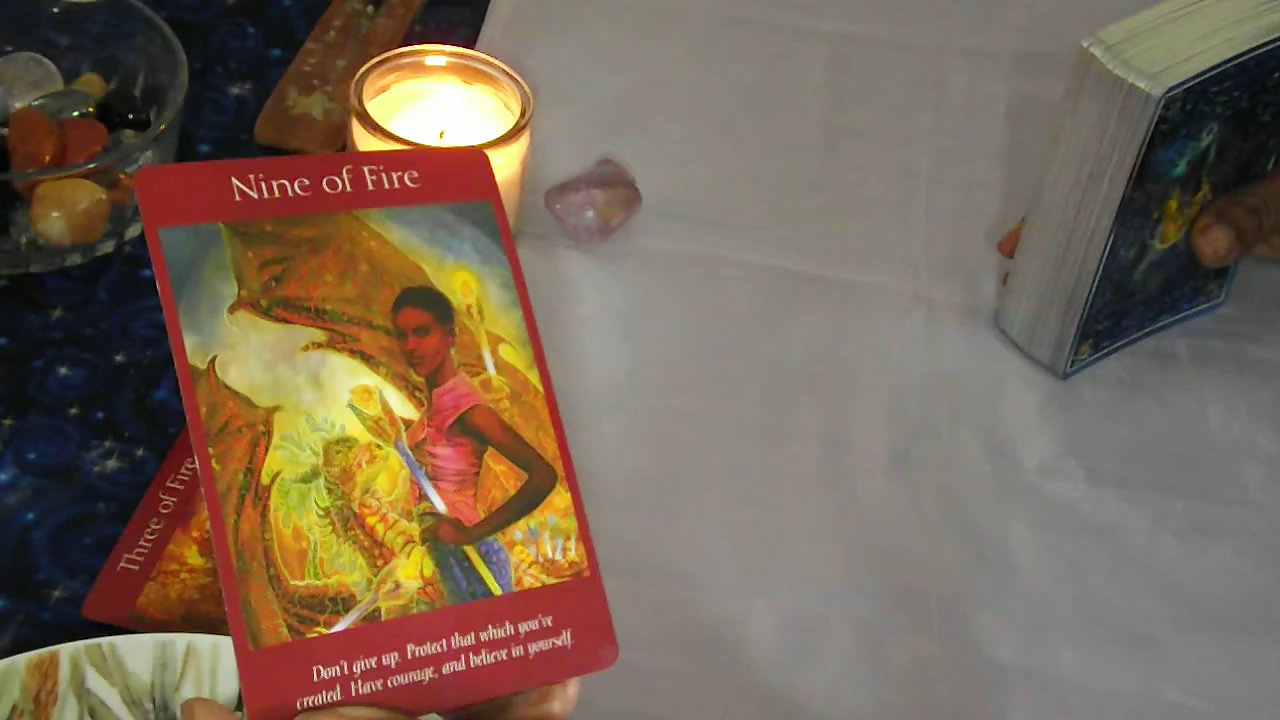 Nine of Fire
Three of Fire
Don't give up. Protect that which you've
created. Have courage, and believe in yourself.